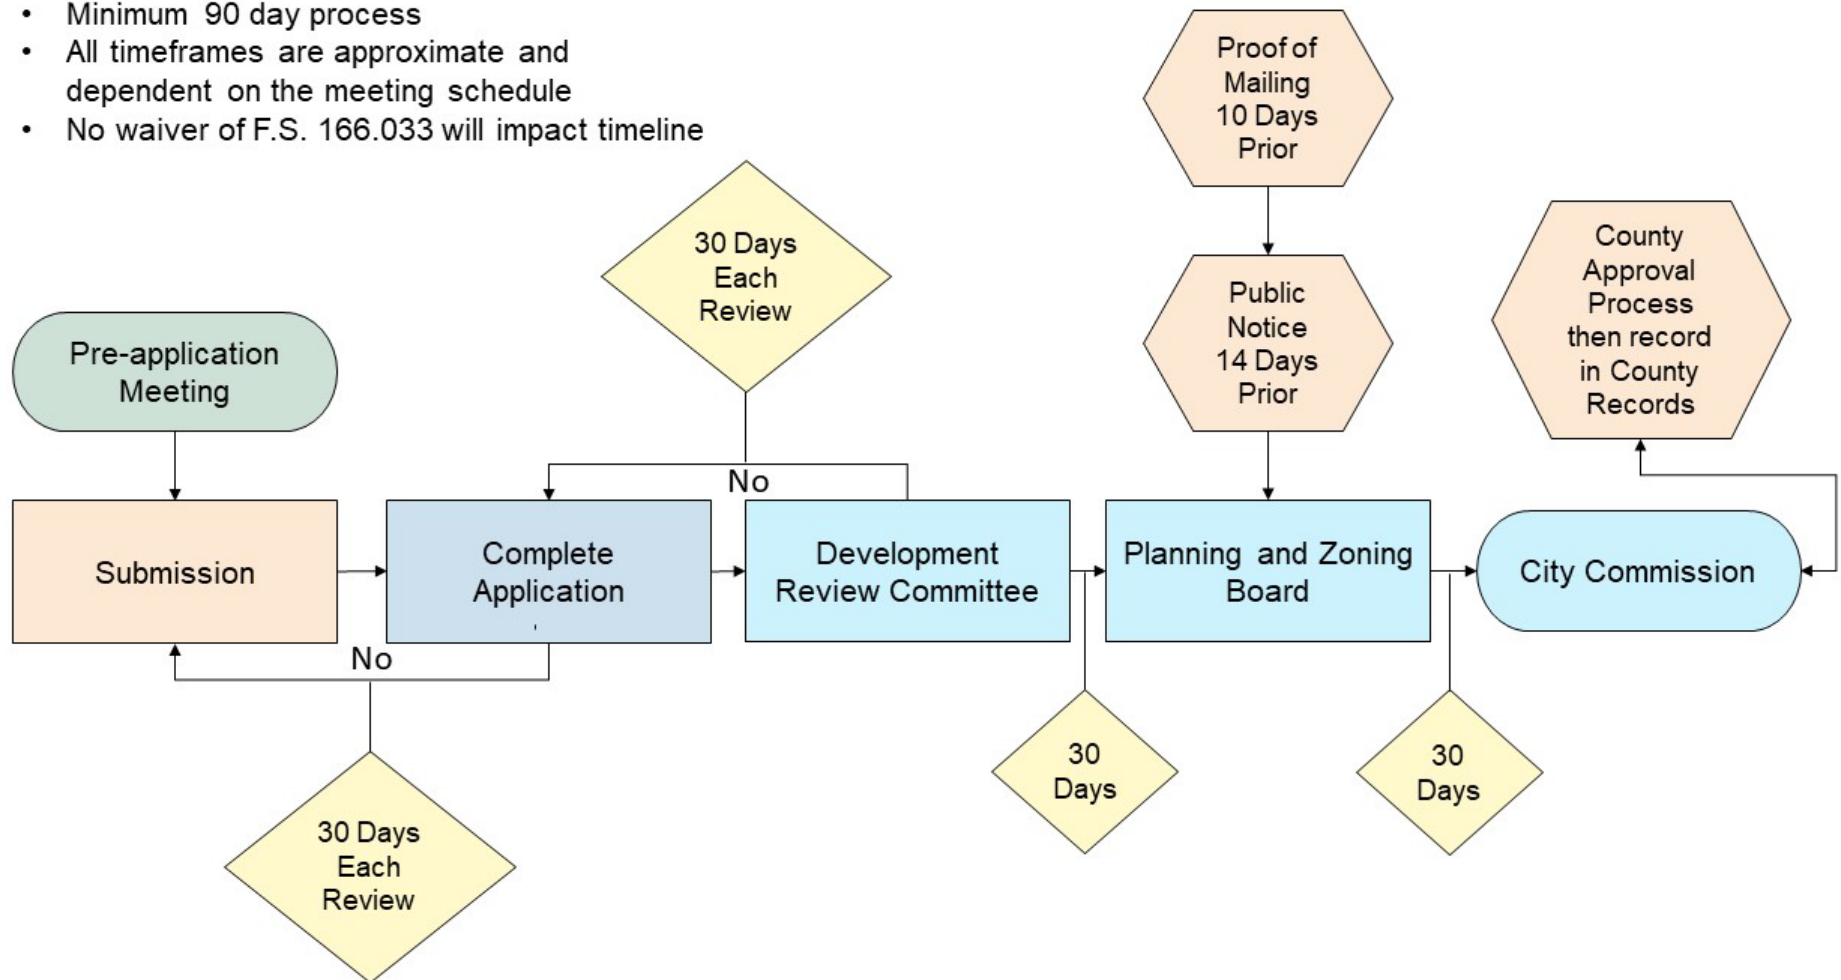 • Minimum 90 day process
• All timeframes are approximate and
dependent on the meeting schedule
• No waiver of F.S. 166.033 will impact timeline
Proof of
Mailing
10 Days
Prior
30 Days
Each
Review
Public
Notice
14 Days
Prior
County
Approval
Process
then record
in County
Records
Pre-application
Meeting
No
Submission
Complete
Application
Development
Review Committee
Planning and Zoning
Board
City Commission
No
30
Days
30
Days
30 Days
Each
Review